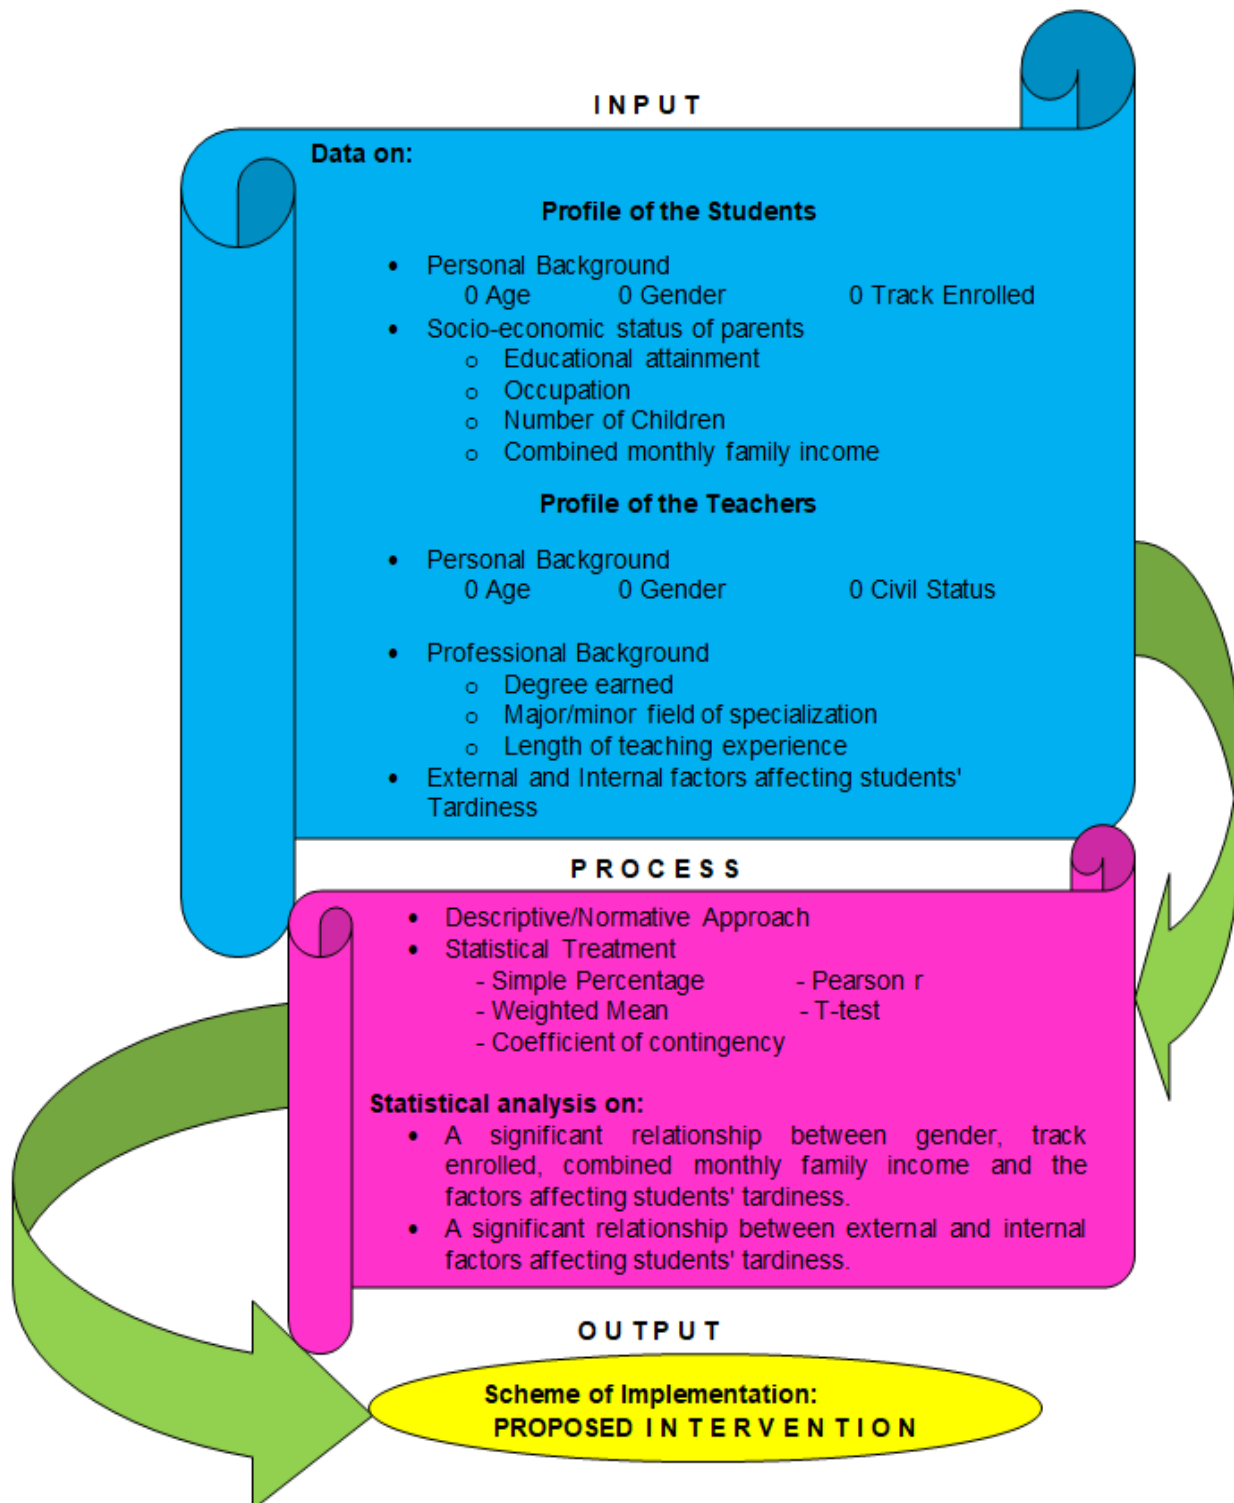 I N P U T
Data on:
Profile of the Students
• Personal Background
0 Age 0 Gender 0 Track Enrolled
• Socio-economic status of parents
o Educational attainment
o Occupation
o Number of Children
o Combined monthly family income
Profile of the Teachers
• Personal Background
0 Age 0 Gender 0 Civil Status
• Professional Background
o Degree earned
o Major/minor field of specialization
o Length of teaching experience
• External and Internal factors affecting students'
Tardiness
P R O C E S S
• Descriptive/Normative Approach
• Statistical Treatment
- Simple Percentage - Pearson r
- Weighted Mean - T-test
- Coefficient of contingency
Statistical analysis on:
• A significant relationship between gender, track
enrolled, combined monthly family income and the
factors affecting students' tardiness.
• A significant relationship between external and internal
factors affecting students' tardiness.
O U T P U T
Scheme of Implementation:
PROPOSED I N T E R V E N T I O N